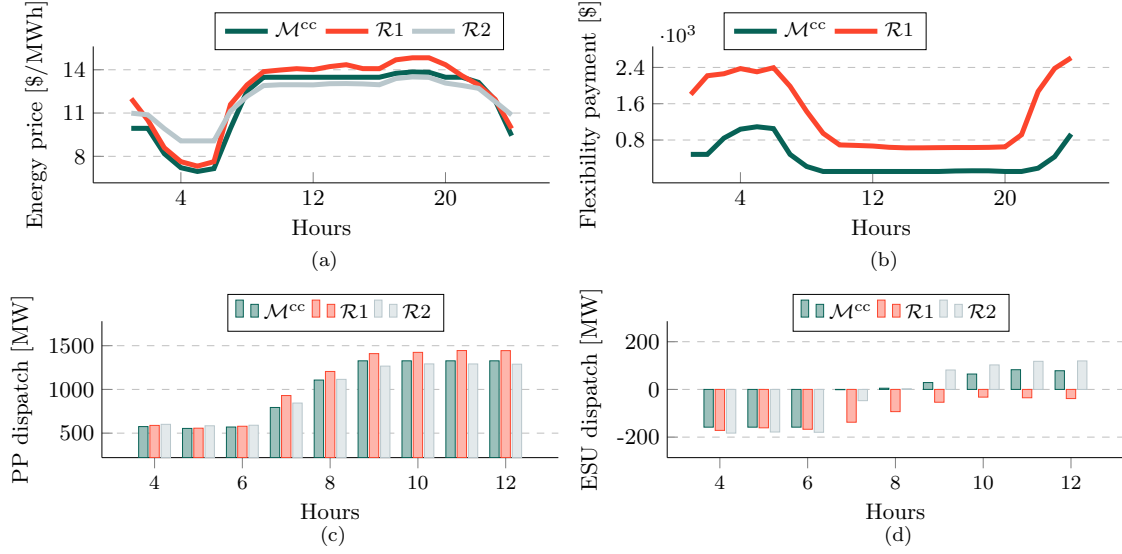 ℳᶜᶜ ℛ1 ℛ2
Energy price [$/MWh]
14
11
8
4 12 20
Hours
(a)
ℳᶜᶜ ℛ1
Flexibility payment [$]
·10³
2.4
1.6
0.8
4 12 20
Hours
(b)
ℳᶜᶜ ℛ1 ℛ2
PP dispatch [MW]
1500
1000
500
4 6 8 10 12
Hours
(c)
ℳᶜᶜ ℛ1 ℛ2
ESU dispatch [MW]
200
0
-200
4 6 8 10 12
Hours
(d)